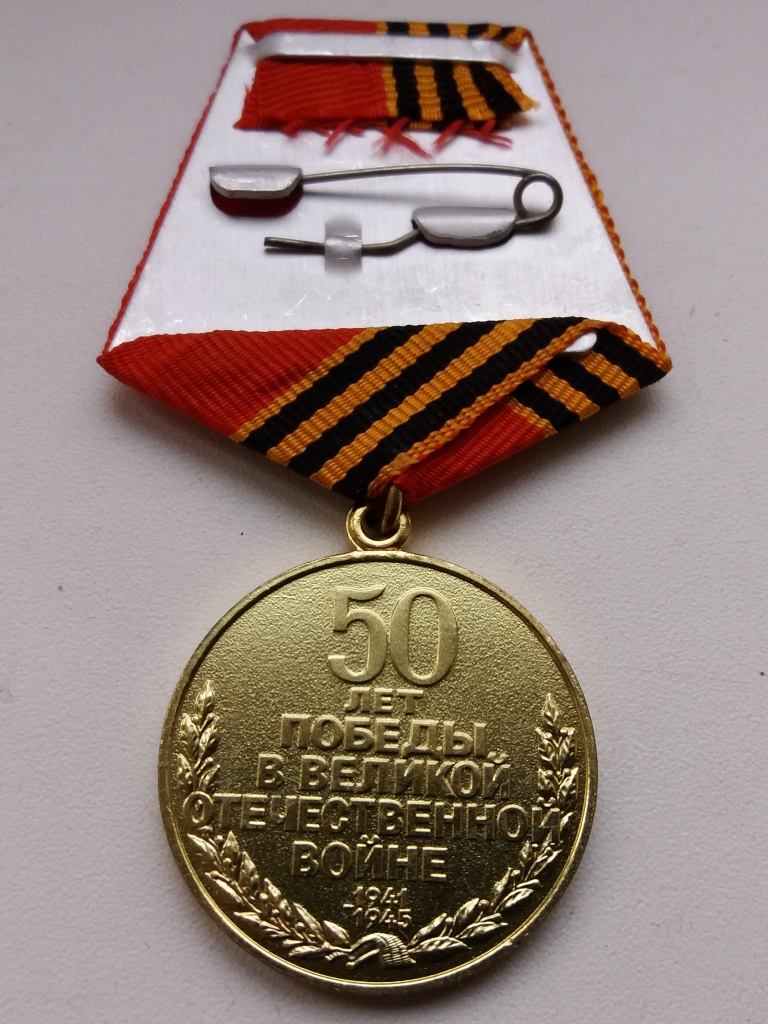 50
ЛЕТ
ПОБЕДЫ
В ВЕЛИКОЙ
ОТЕЧЕСТВЕННОЙ
ВОЙНЕ
1941
-1945